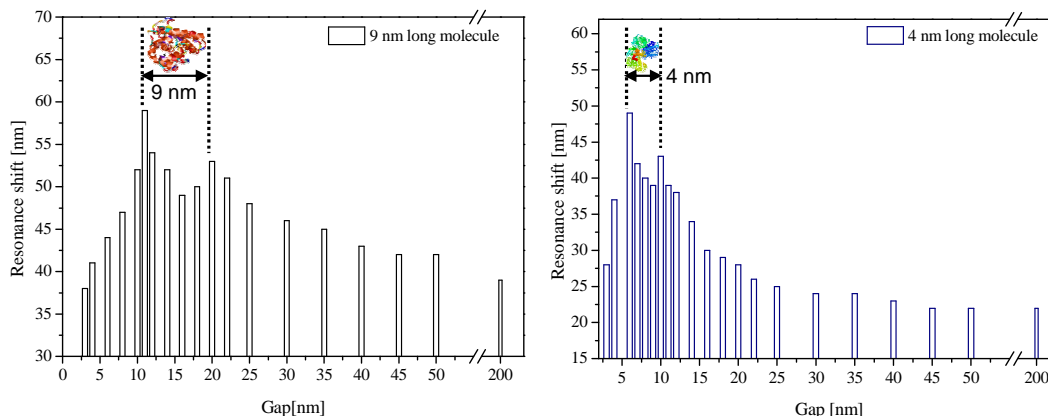 70
65
60
55
50
45
40
35
30
Resonance shift [nm]
9 nm long molecule
9 nm
0 5 10 15 20 25 30 35 40 45 50 200
Gap[nm]
60
55
50
45
40
35
30
25
20
15
Resonance shift [nm]
4 nm long molecule
4 nm
5 10 15 20 25 30 35 40 45 50 200
Gap [nm]